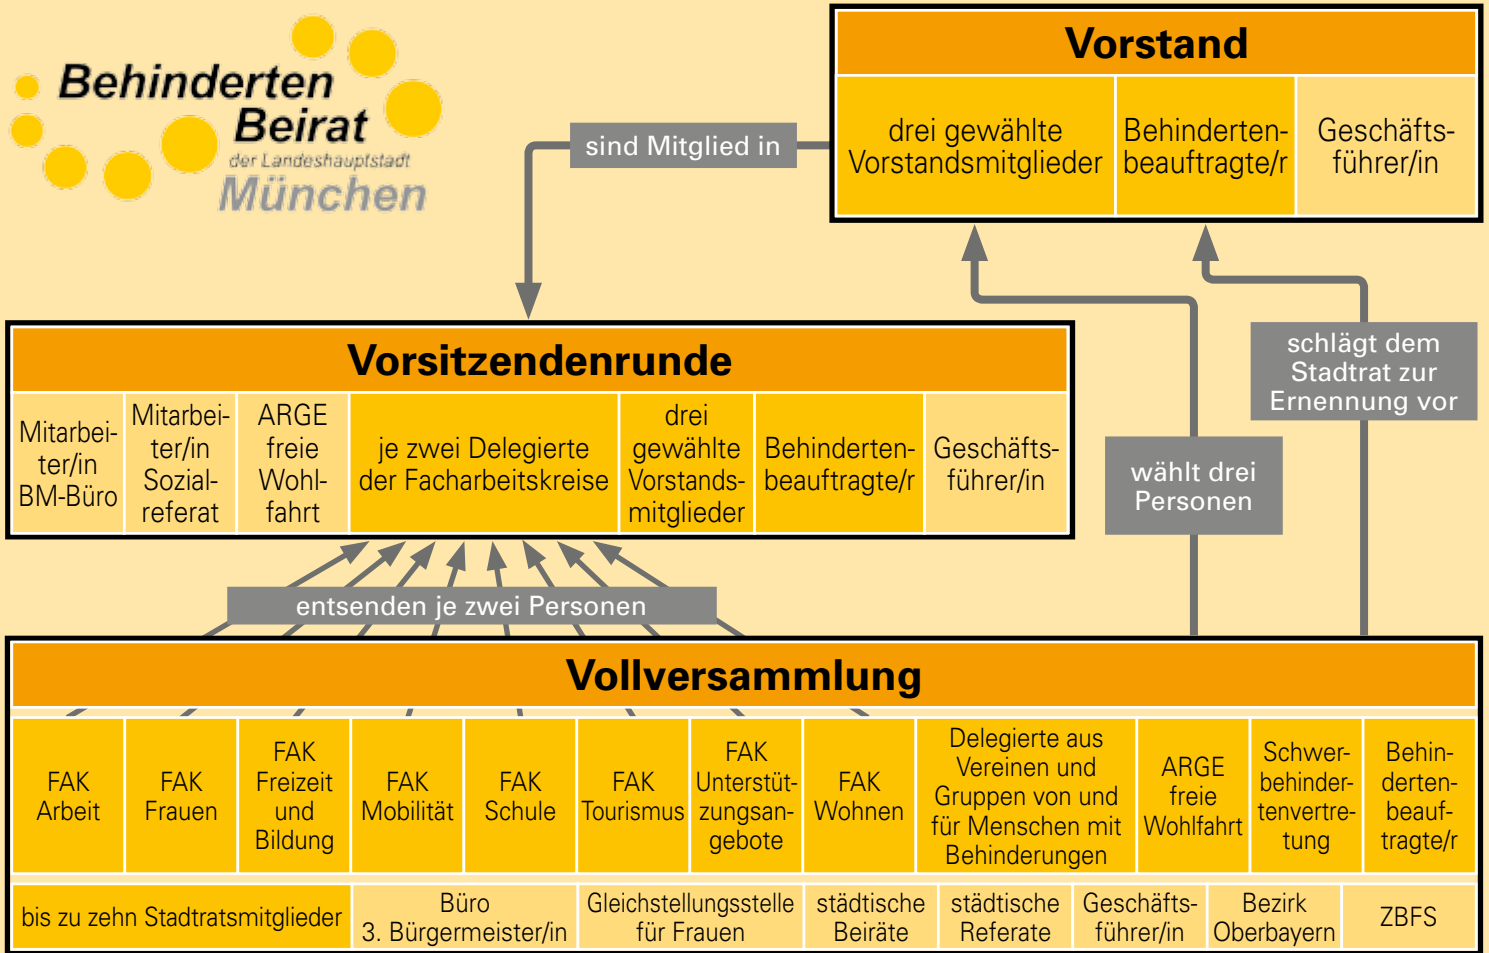 Behinderten
Beirat
der Landeshauptstadt
München
Vorstand
drei gewählte
Vorstandsmitglieder
Behinderten-
beauftragte/r
Geschäfts-
führer/in
sind Mitglied in
schlägt dem
Stadtrat zur
Ernennung vor
wählt drei
Personen
Vorsitzendenrunde
Mitarbei-
ter/in
BM-Büro
Mitarbei-
ter/in
Sozial-
referat
ARGE
freie
Wohl-
fahrt
je zwei Delegierte
der Facharbeitskreise
drei
gewählte
Vorstands-
mitglieder
Behinderten-
beauftragte/r
Geschäfts-
führer/in
entsenden je zwei Personen
Vollversammlung
FAK
Arbeit
FAK
Frauen
FAK
Freizeit
und
Bildung
FAK
Mobilität
FAK
Schule
FAK
Tourismus
FAK
Unterstüt-
zungsan-
gebote
FAK
Wohnen
Delegierte aus
Vereinen und
Gruppen von und
für Menschen mit
Behinderungen
ARGE
freie
Wohlfahrt
Schwer-
behinder-
tenvertre-
tung
Behin-
derten-
beauf-
tragte/r
bis zu zehn Stadtratsmitglieder
Büro
3. Bürgermeister/in
Gleichstellungsstelle
für Frauen
städtische
Beiräte
städtische
Referate
Geschäfts-
führer/in
Bezirk
Oberbayern
ZBFS